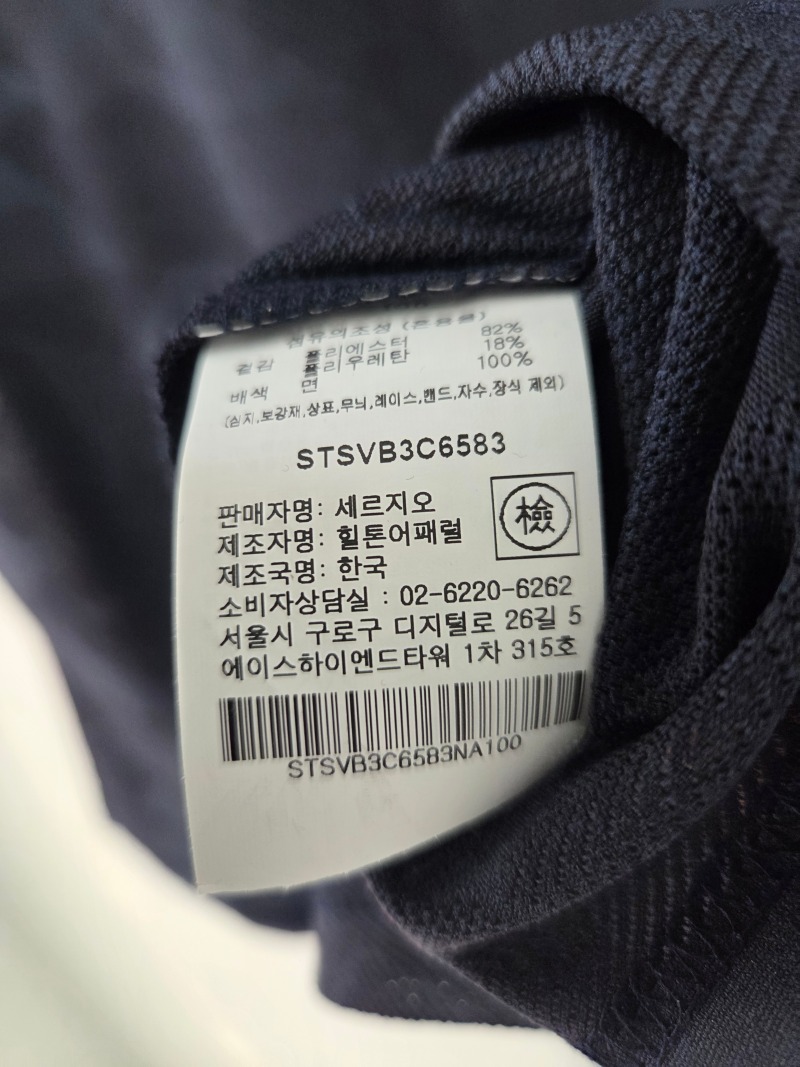 섬유의조성 (혼용율)
겉감 폴리에스터 82%
폴리우레탄 18%
배색 면 100%
(심지,보강재,상표,무늬,레이스,밴드,자수,장식 제외)
STSVB3C6583
판매자명: 세르지오
檢
제조자명: 힐튼어패럴
제조국명: 한국
소비자상담실 : 02-6220-6262
서울시 구로구 디지털로 26길 5
에이스하이엔드타워 1차 315호
STSVB3C6583NA100